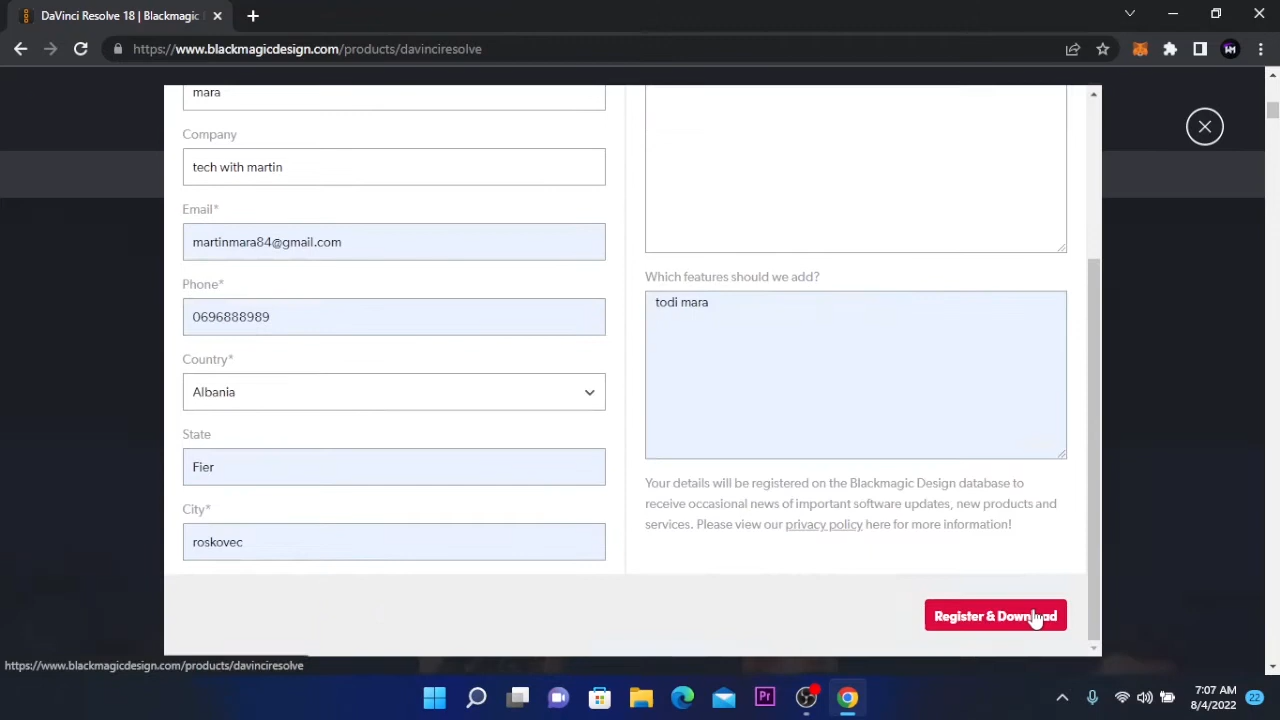 DaVinci Resolve 18 | Blackmagic
https://www.blackmagicdesign.com/products/davinciresolve
mara
Company
tech with martin
Email*
martinmara84@gmail.com
Phone*
0696888989
Country*
Albania
State
Fier
City*
roskovec
Which features should we add?
todi mara
Your details will be registered on the Blackmagic Design database to
receive occasional news of important software updates, new products and
services. Please view our privacy policy here for more information!
Register & Download
https://www.blackmagicdesign.com/products/davinciresolve
Pr
7:07 AM
8/4/2022
22